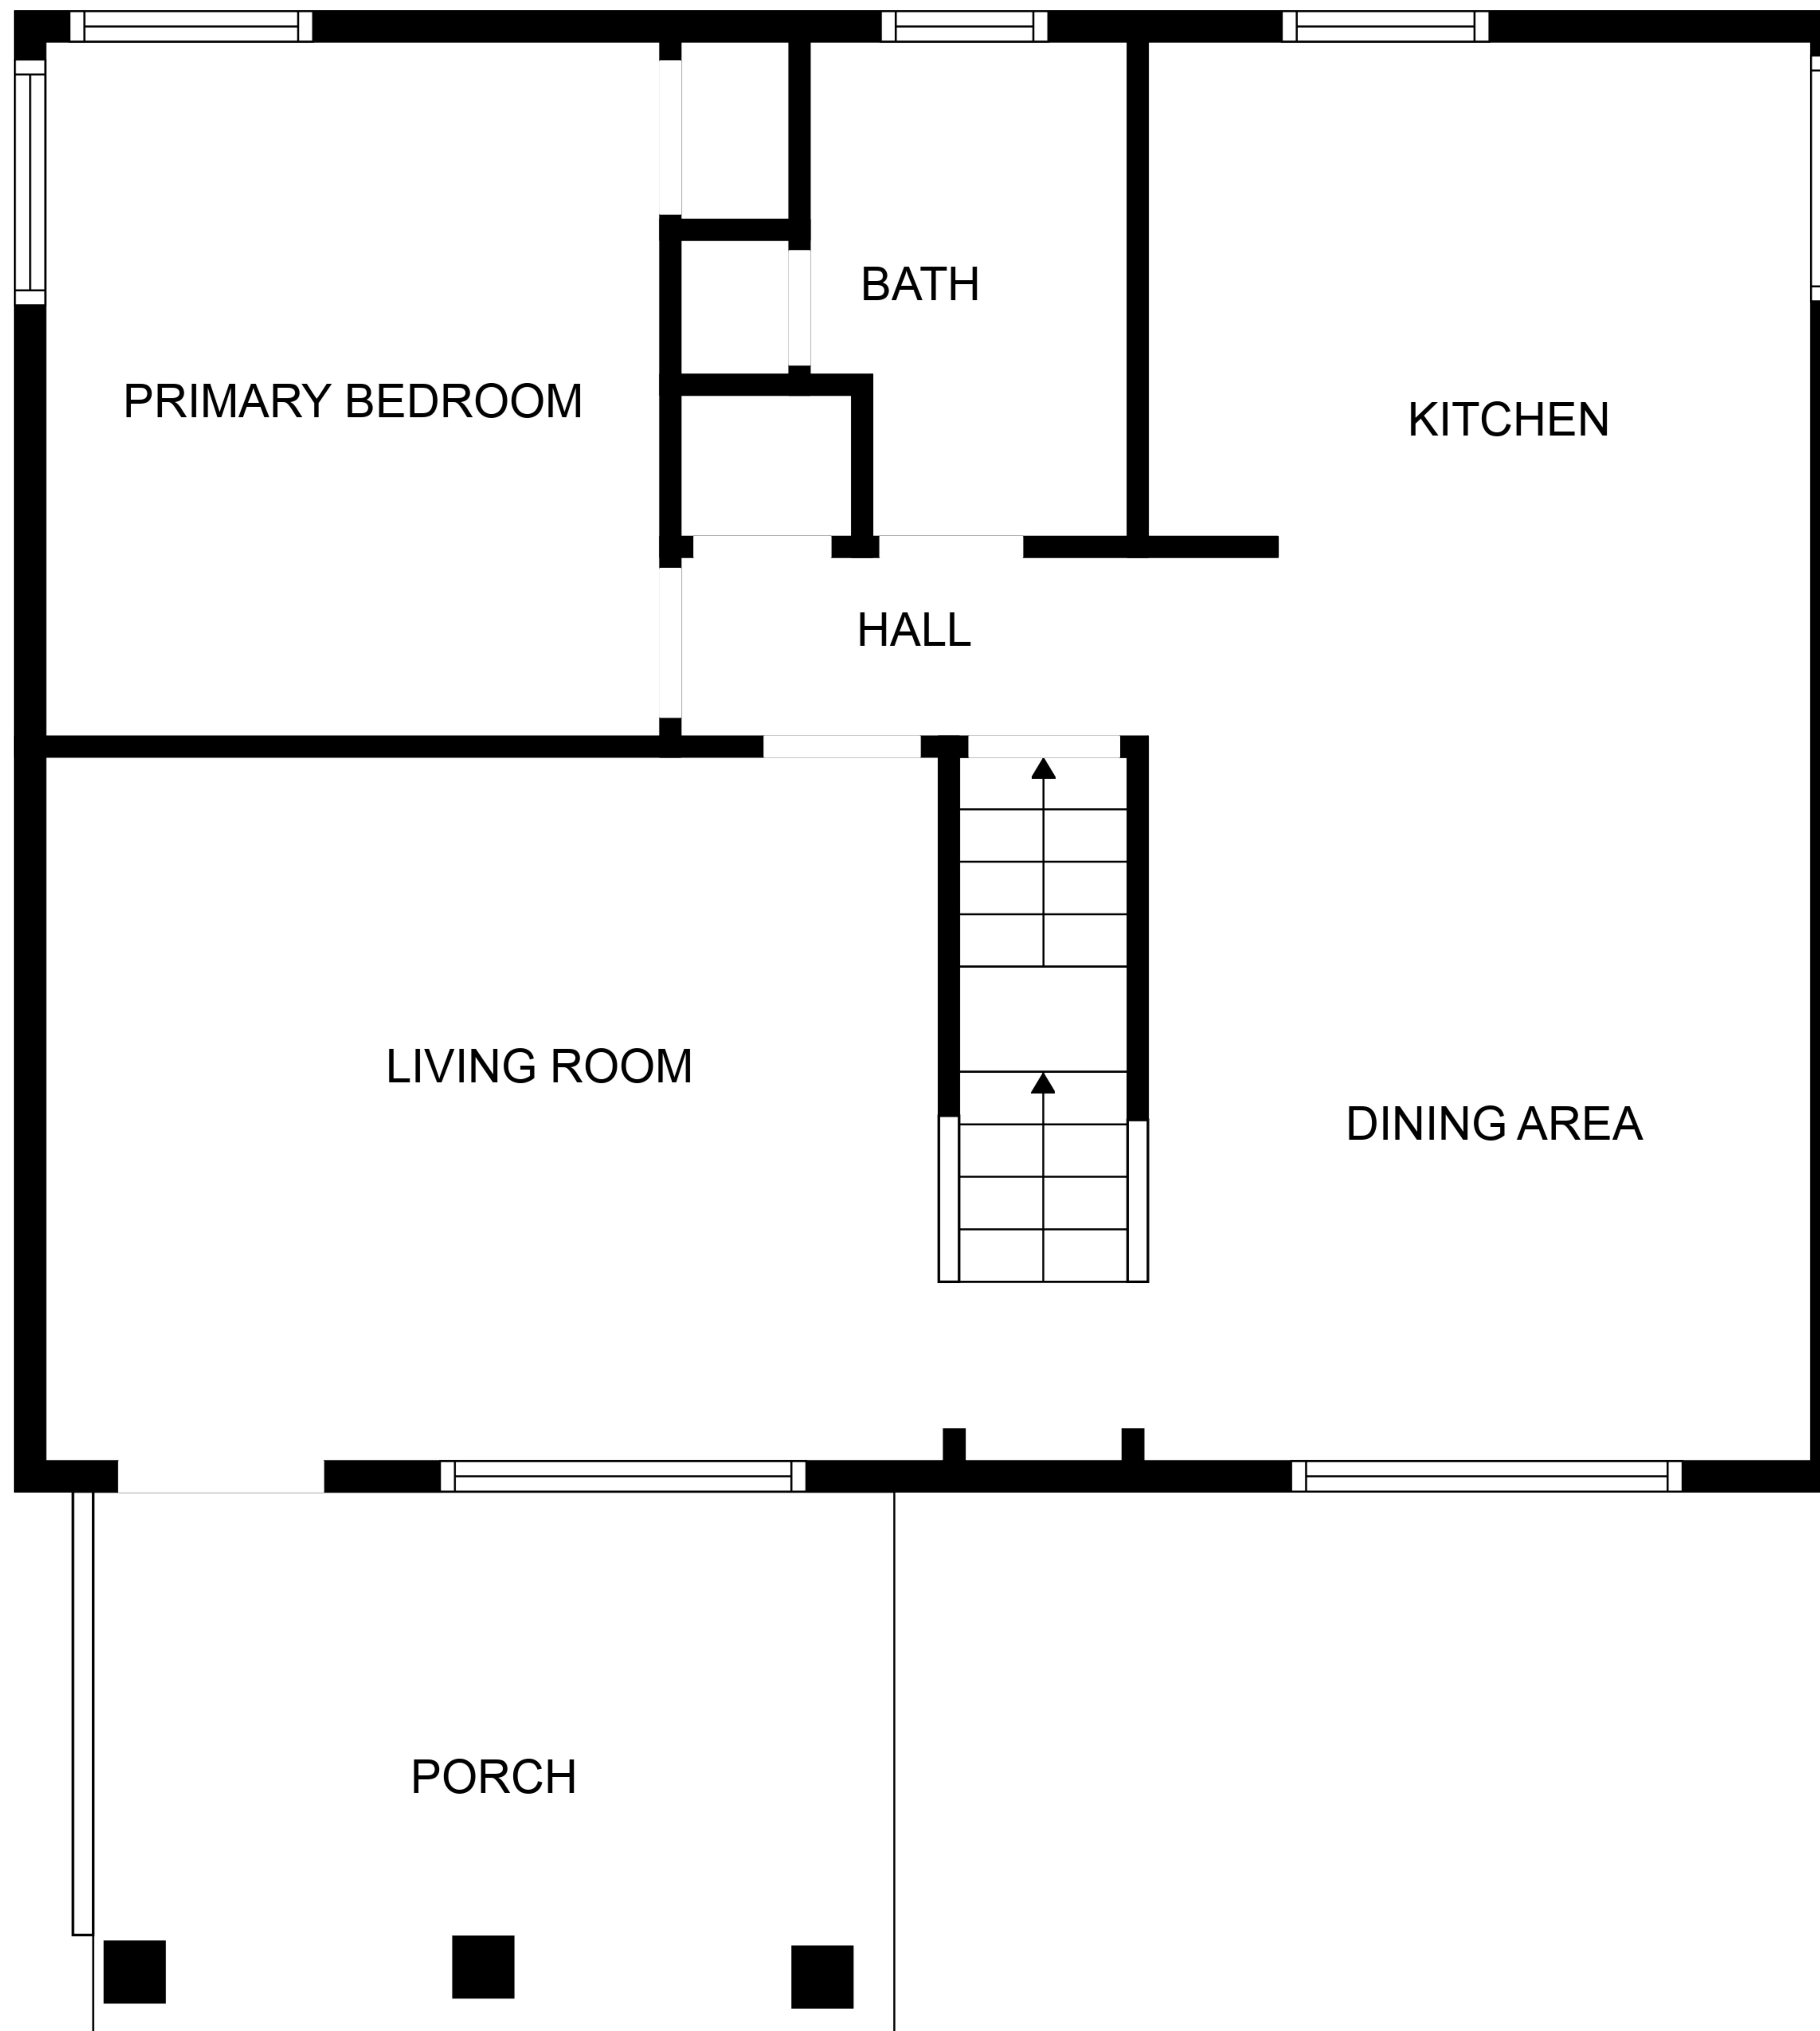 BATH
PRIMARY BEDROOM
KITCHEN
HALL
LIVING ROOM
DINING AREA
PORCH